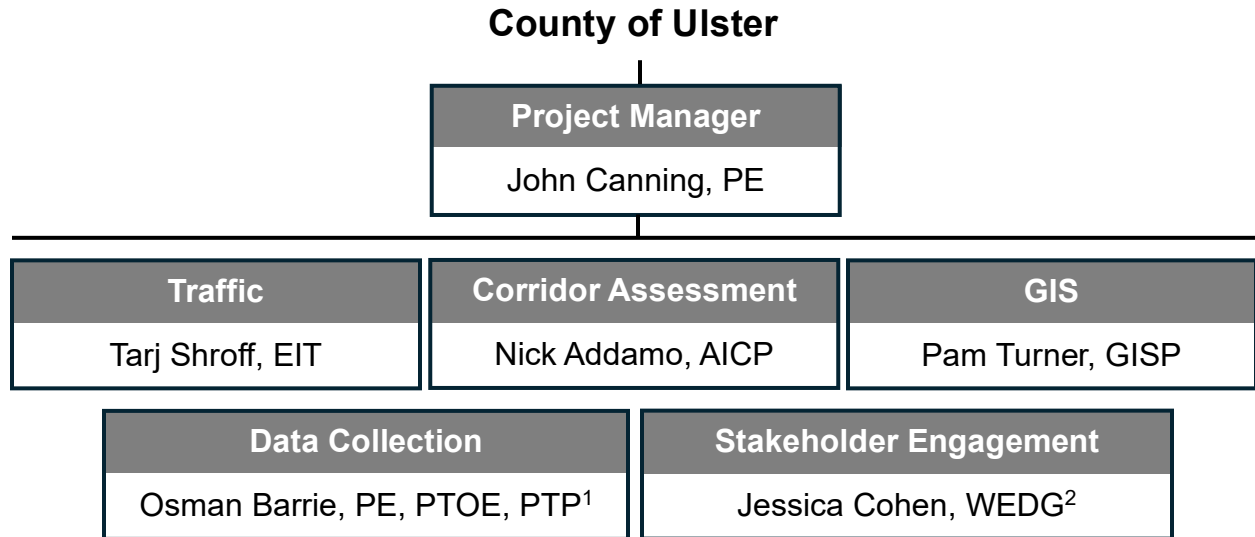 County of Ulster
Project Manager
John Canning, PE
Traffic
Tarj Shroff, EIT
Corridor Assessment
Nick Addamo, AICP
GIS
Pam Turner, GISP
Data Collection
Osman Barrie, PE, PTOE, PTP¹
Stakeholder Engagement
Jessica Cohen, WEDG²